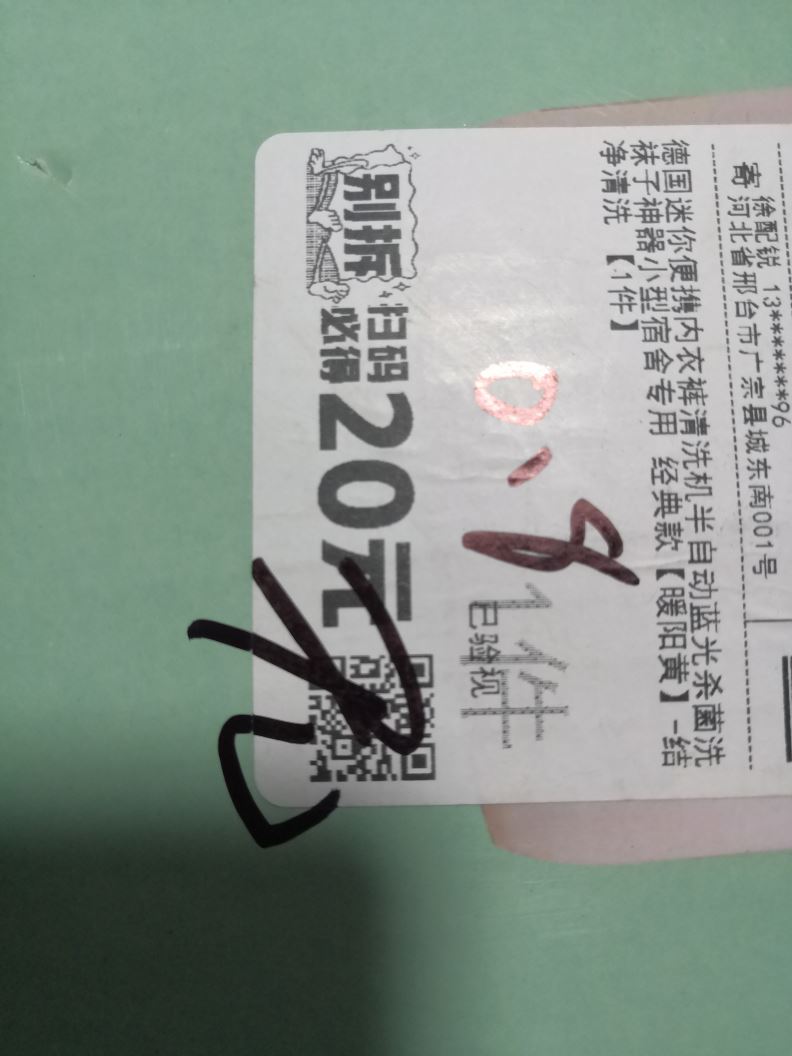 寄 徐配锐 13*******96
河北省邢台市广宗县城东南001号
德国迷你便携内衣裤清洗机半自动蓝光杀菌洗
袜子神器小型宿舍专用 经典款【暖阳黄】-结
净清洗 【1件】
0.9
1件
已验视
别拆
扫码
必得
20元